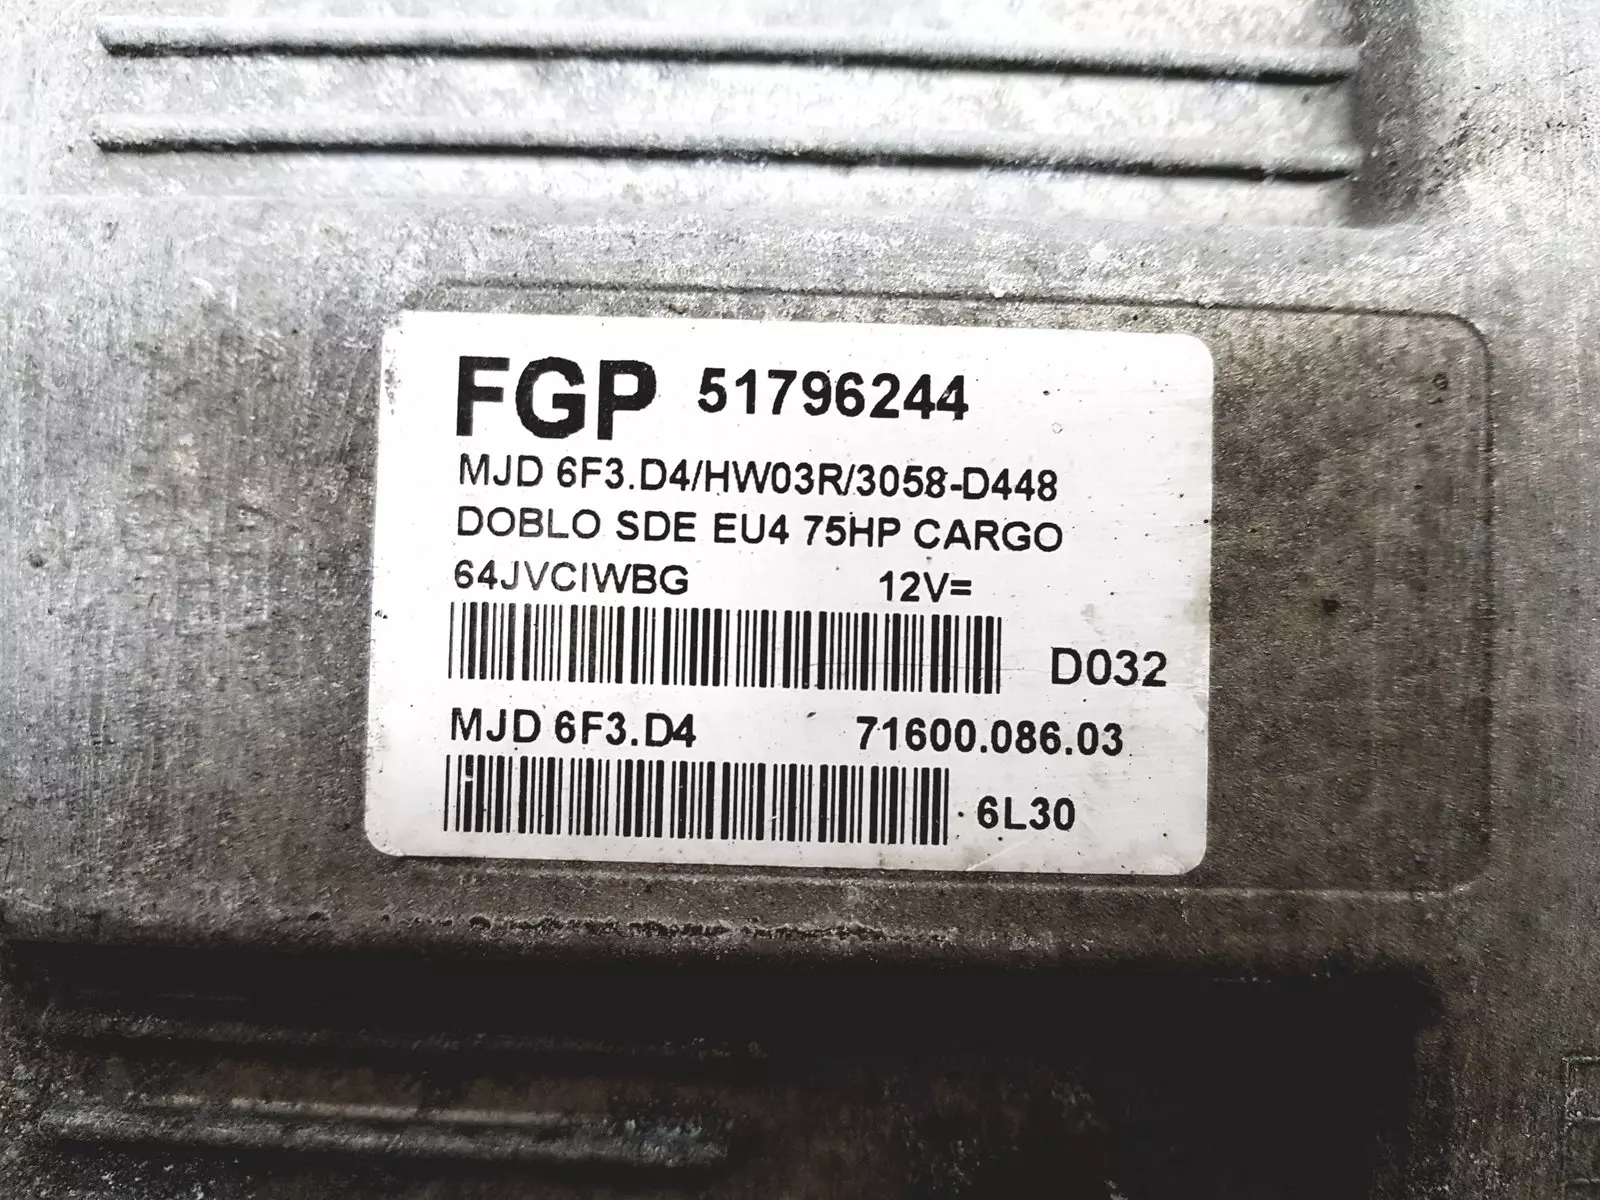 FGP 51796244
MJD 6F3.D4/HW03R/3058-D448
DOBLO SDE EU4 75HP CARGO
64JVCIWBG 12V=
D032
MJD 6F3.D4 71600.086.03
6L30